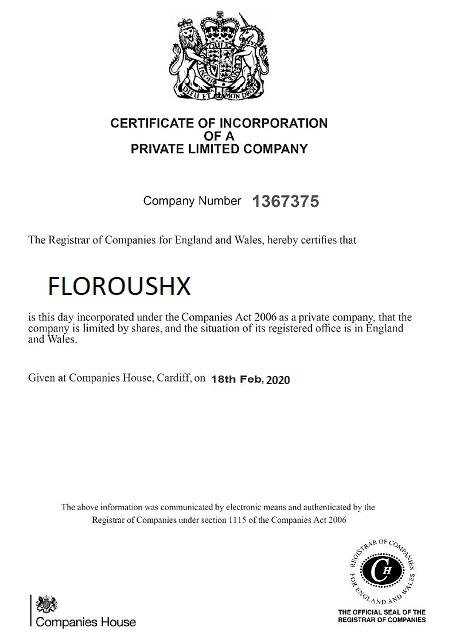 CERTIFICATE OF INCORPORATION
OF A
PRIVATE LIMITED COMPANY
Company Number 1367375
The Registrar of Companies for England and Wales, hereby certifies that
FLOROUSHX
is this day incorporated under the Companies Act 2006 as a private company, that the
company is limited by shares, and the situation of its registered office is in England
and Wales.
Given at Companies House, Cardiff, on 18th Feb, 2020
The above information was communicated by electronic means and authenticated by the
Registrar of Companies under section 1115 of the Companies Act 2006
REGISTRAR OF COMPANIES
FOR ENGLAND AND WALES
CH
THE OFFICIAL SEAL OF THE
REGISTRAR OF COMPANIES
Companies House